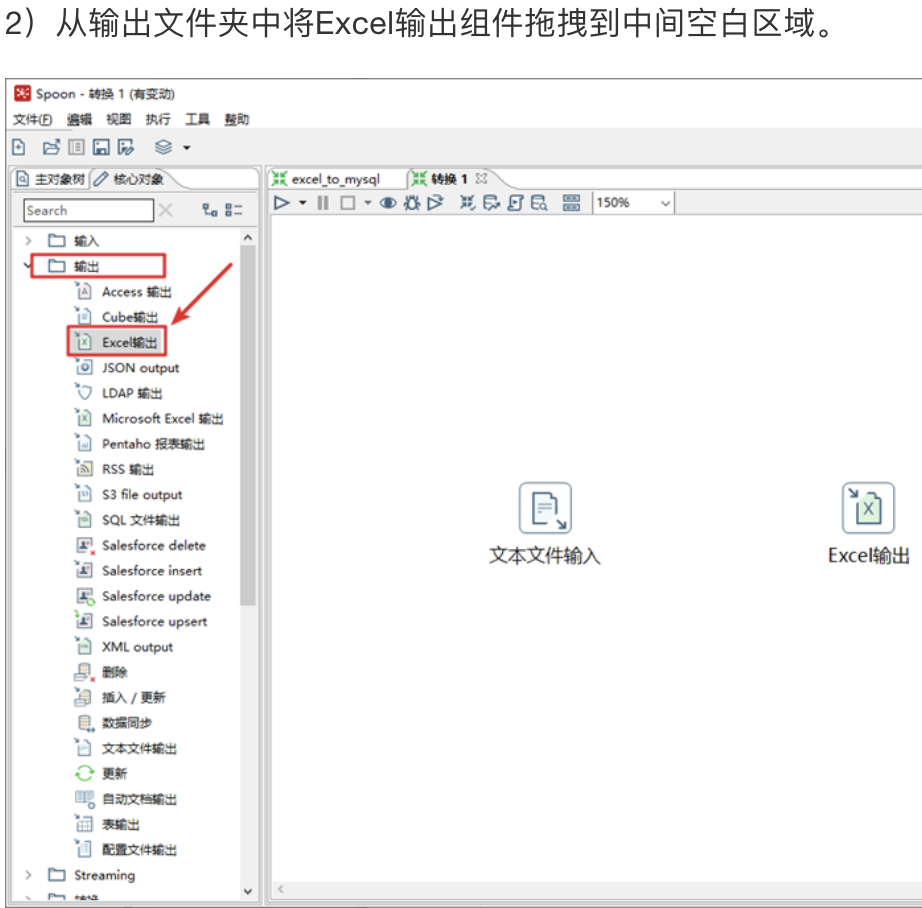 2）从输出文件夹中将Excel输出组件拖拽到中间空白区域。
Spoon - 转换 1 (有变动)
文件(F) 编辑 视图 执行 工具 帮助
主对象树 核心对象 excel_to_mysql 转换 1
Search 150%
输入
输出
Access 输出
Cube输出
Excel输出
JSON output
LDAP 输出
Microsoft Excel 输出
Pentaho 报表输出
RSS 输出
S3 file output
SQL 文件输出
Salesforce delete
Salesforce insert
Salesforce update
Salesforce upsert
XML output
删除
插入 / 更新
数据同步
文本文件输出
更新
自动文档输出
表输出
配置文件输出
Streaming
文本文件输入 Excel输出